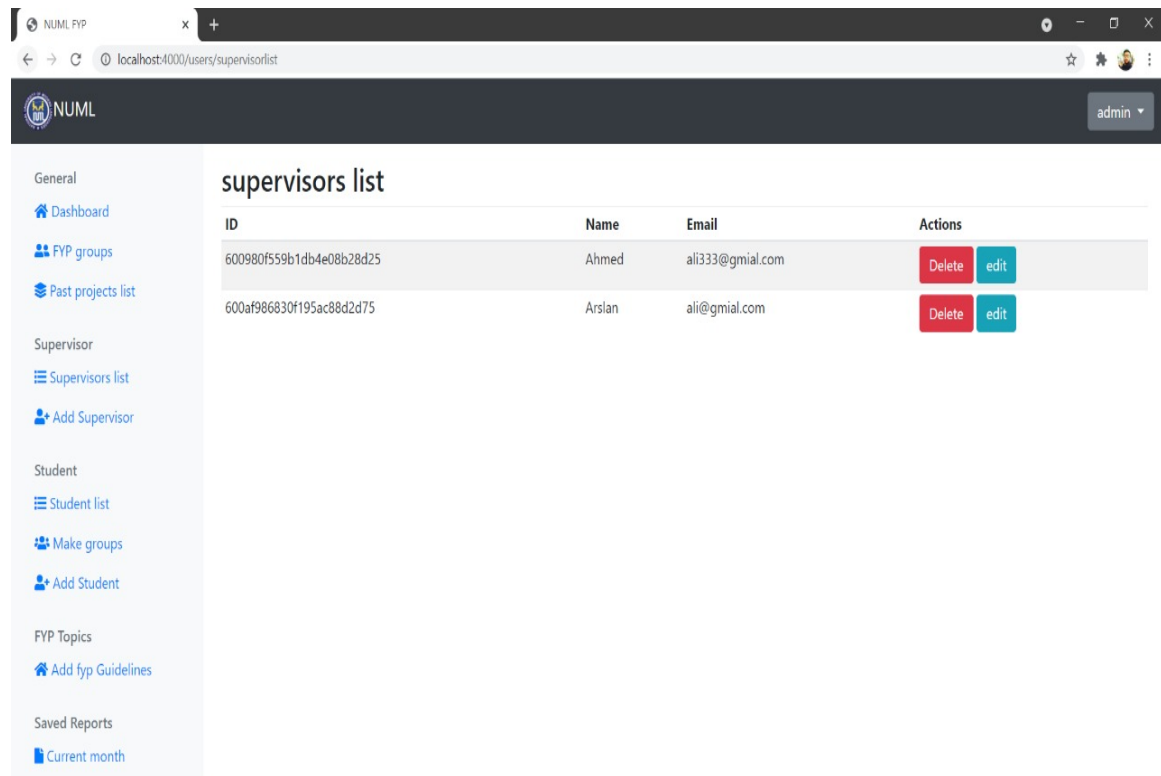 NUML FYP
localhost:4000/users/supervisorlist
NUML
admin
General
Dashboard
FYP groups
Past projects list
Supervisor
Supervisors list
Add Supervisor
Student
Student list
Make groups
Add Student
FYP Topics
Add fyp Guidelines
Saved Reports
Current month
supervisors list
ID Name Email Actions
600980f559b1db4e08b28d25 Ahmed ali333@gmial.com Delete edit
600af986830f195ac88d2d75 Arslan ali@gmial.com Delete edit